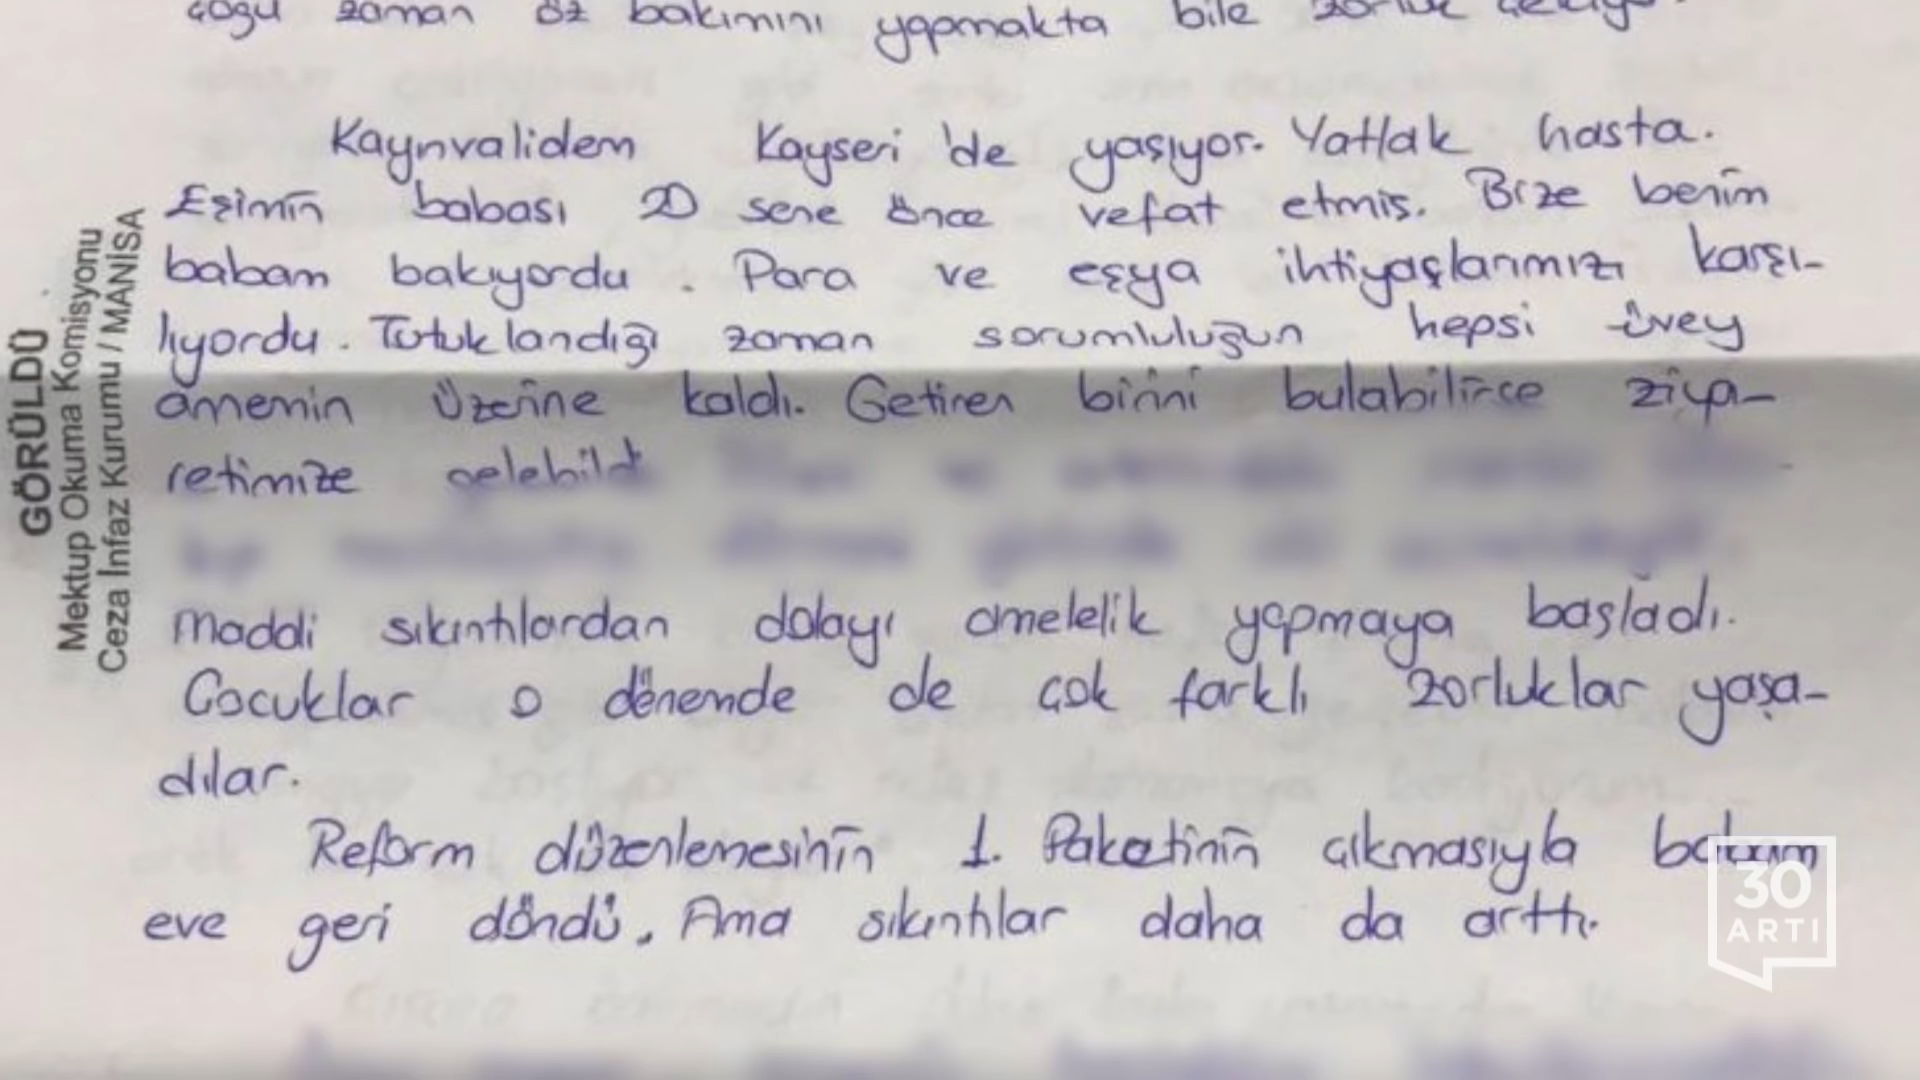 çoğu zaman öz bakımını yapmakta bile zorluk çekiyor.
Kaynvalidem Kayseri'de yaşıyor. Yatlak hasta.
Eşimin babası 20 sene önce vefat etmiş. Bize benim
babam bakıyordu. Para ve eşya ihtiyaçlarımızı karşı-
lıyordu. Tutuklandığı zaman sorumluluğun hepsi üvey
annemin üzerine kaldı. Getiren birini bulabilirse ziya-
retimize gelebildi
Maddi sıkıntılardan dolayı amelelik yapmaya başladı.
Çocuklar o dönemde de çok farklı zorluklar yaşa-
dılar.
Reform düzenlemesinin 1. Paketinin çıkmasıyla babam
eve geri döndü. Ama sıkıntılar daha da arttı.
GÖRÜLDÜ
Mektup Okuma Komisyonu
Ceza İnfaz Kurumu / MANİSA
30
ARTI